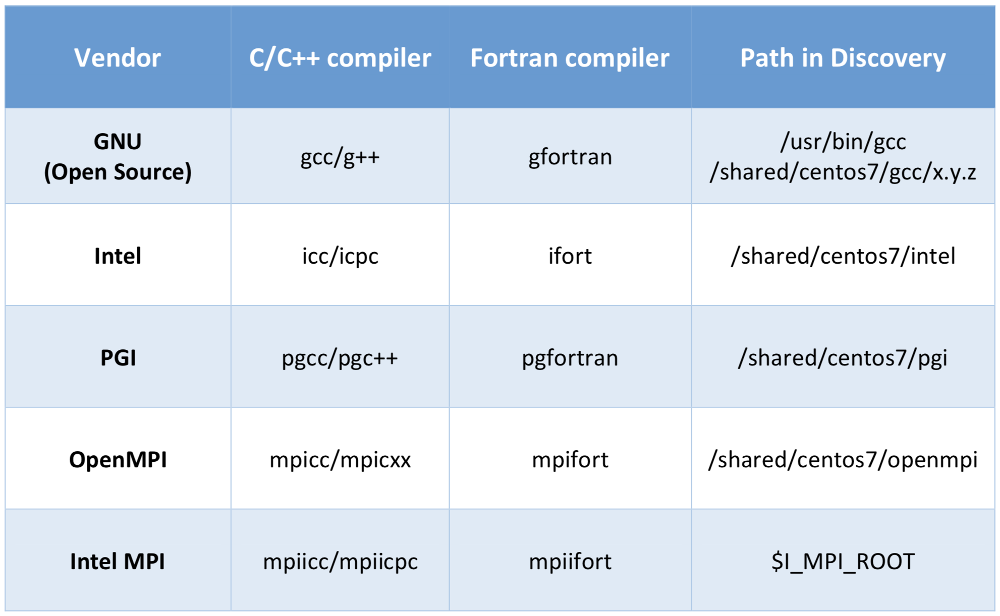 Vendor C/C++ compiler Fortran compiler Path in Discovery
GNU
(Open Source)
gcc/g++
gfortran
/usr/bin/gcc
/shared/centos7/gcc/x.y.z
Intel icc/icpc ifort /shared/centos7/intel
PGI pgcc/pgc++ pgfortran /shared/centos7/pgi
OpenMPI mpicc/mpicxx mpifort /shared/centos7/openmpi
Intel MPI mpiicc/mpiicpc mpiifort $I_MPI_ROOT